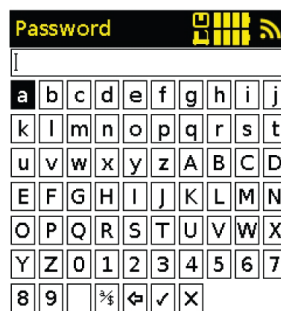 Password
a b c d e f g h i j
k l m n o p q r s t
u v w x y z A B C D
E F G H I J K L M N
O P Q R S T U V W X
Y Z 0 1 2 3 4 5 6 7
8 9 ⅍$ ⇦ ✓ ✕